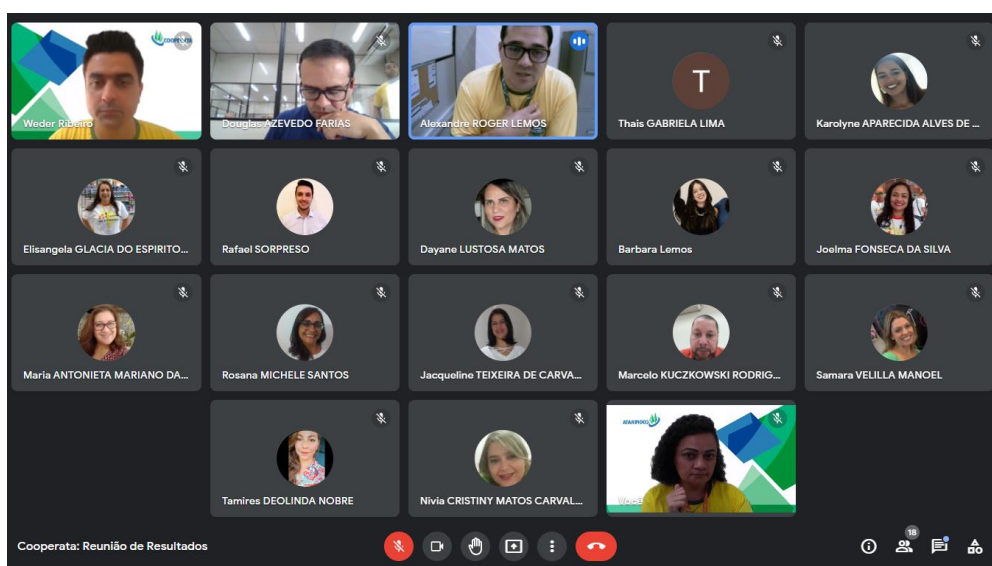 COOPERATA
Weder Ribeiro
Douglas AZEVEDO FARIAS
Alexandre ROGER LEMOS
T
Thais GABRIELA LIMA
Karolyne APARECIDA ALVES DE ...
Elisangela GLACIA DO ESPIRITO...
Rafael SORPRESO
Dayane LUSTOSA MATOS
Barbara Lemos
Joelma FONSECA DA SILVA
Maria ANTONIETA MARIANO DA...
Rosana MICHELE SANTOS
Jacqueline TEIXEIRA DE CARVA...
Marcelo KUCZKOWSKI RODRIG...
Samara VELILLA MANOEL
Tamires DEOLINDA NOBRE
Nivia CRISTINY MATOS CARVAL...
COOPERATA
Você
Cooperata: Reunião de Resultados
18